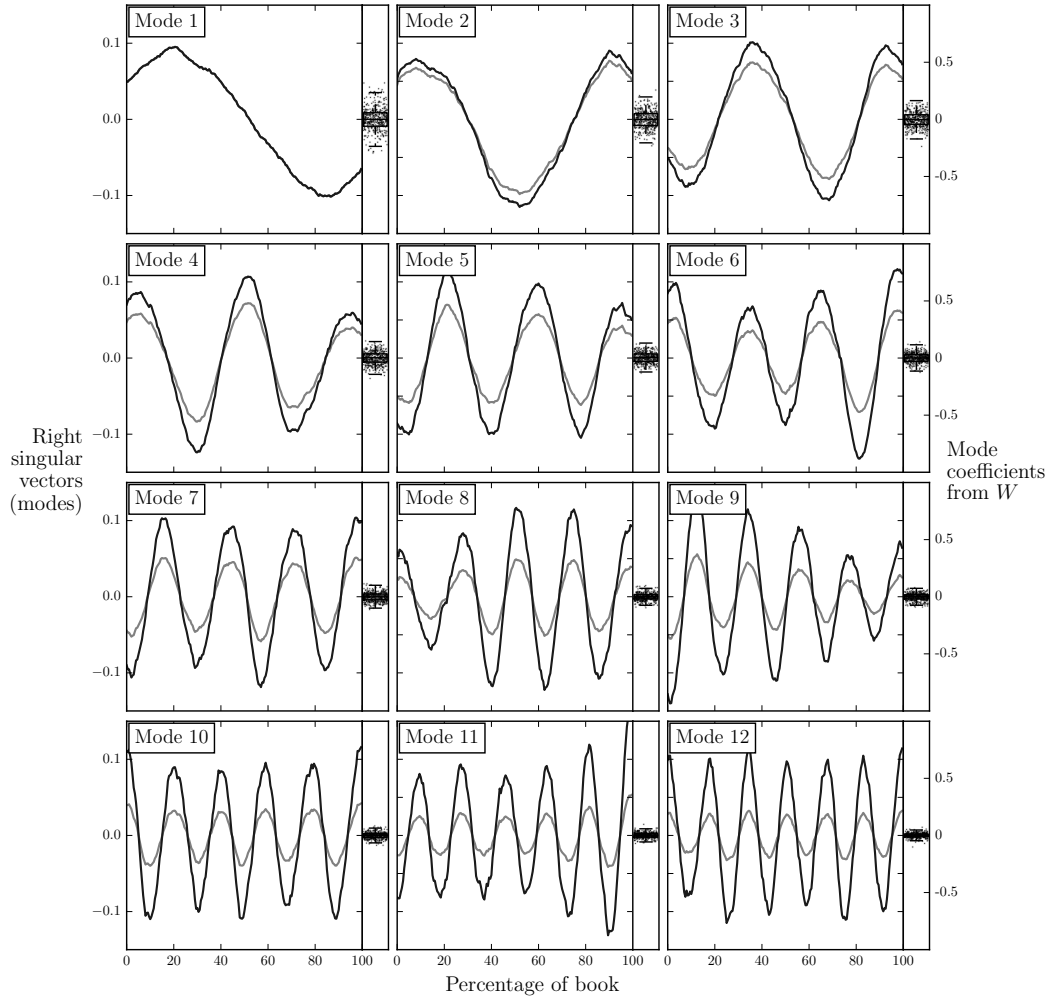 Mode 1
Mode 2
Mode 3
0.1
0.0
−0.1
0.5
0
-0.5
Mode 4
Mode 5
Mode 6
0.1
0.0
−0.1
0.5
0
-0.5
Right
singular
vectors
(modes)
Mode
coefficients
from W
Mode 7
Mode 8
Mode 9
0.1
0.0
−0.1
0.5
0
-0.5
Mode 10
Mode 11
Mode 12
0.1
0.0
−0.1
0.5
0
-0.5
0 20 40 60 80 100 0 20 40 60 80 100 0 20 40 60 80 100
Percentage of book